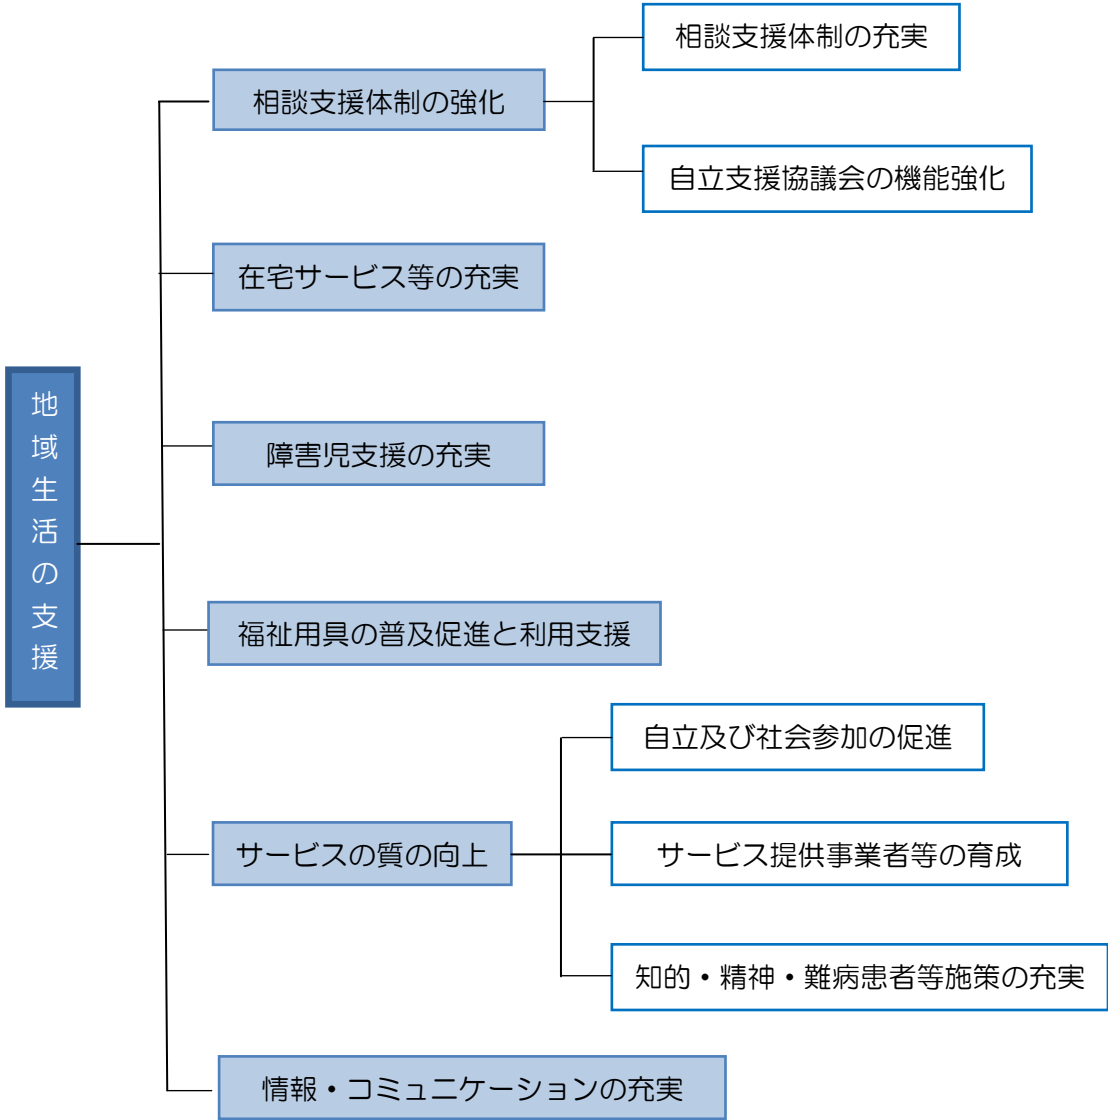 地域生活の支援
相談支援体制の強化
相談支援体制の充実
自立支援協議会の機能強化
在宅サービス等の充実
障害児支援の充実
福祉用具の普及促進と利用支援
サービスの質の向上
自立及び社会参加の促進
サービス提供事業者等の育成
知的・精神・難病患者等施策の充実
情報・コミュニケーションの充実